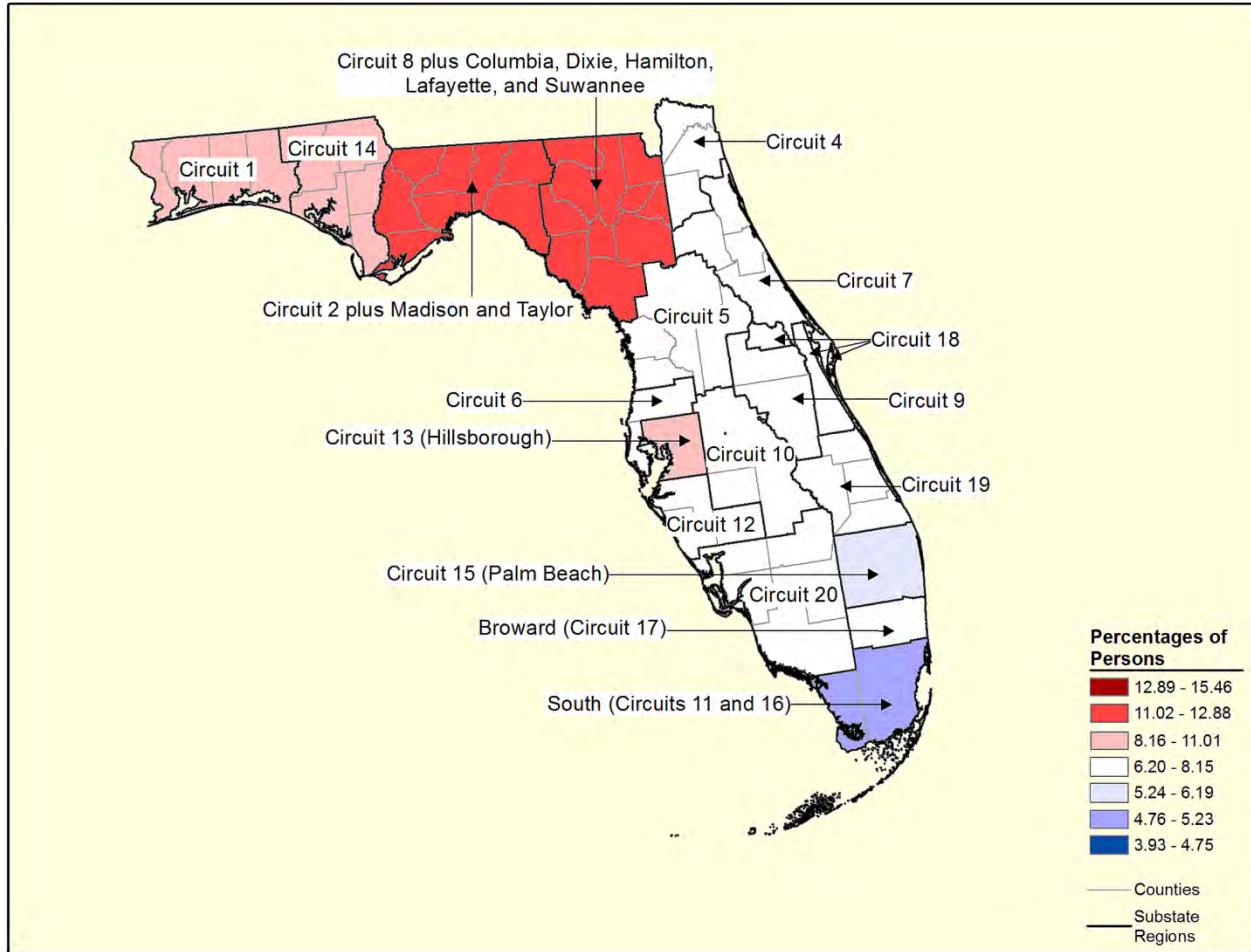 Circuit 8 plus Columbia, Dixie, Hamilton,
Lafayette, and Suwannee
Circuit 4
Circuit 14
Circuit 1
Circuit 7
Circuit 2 plus Madison and Taylor
Circuit 5
Circuit 18
Circuit 6
Circuit 9
Circuit 13 (Hillsborough)
Circuit 10
Circuit 19
Circuit 12
Circuit 15 (Palm Beach)
Circuit 20
Broward (Circuit 17)
South (Circuits 11 and 16)
Percentages of
Persons
12.89 - 15.46
11.02 - 12.88
8.16 - 11.01
6.20 - 8.15
5.24 - 6.19
4.76 - 5.23
3.93 - 4.75
Counties
Substate
Regions